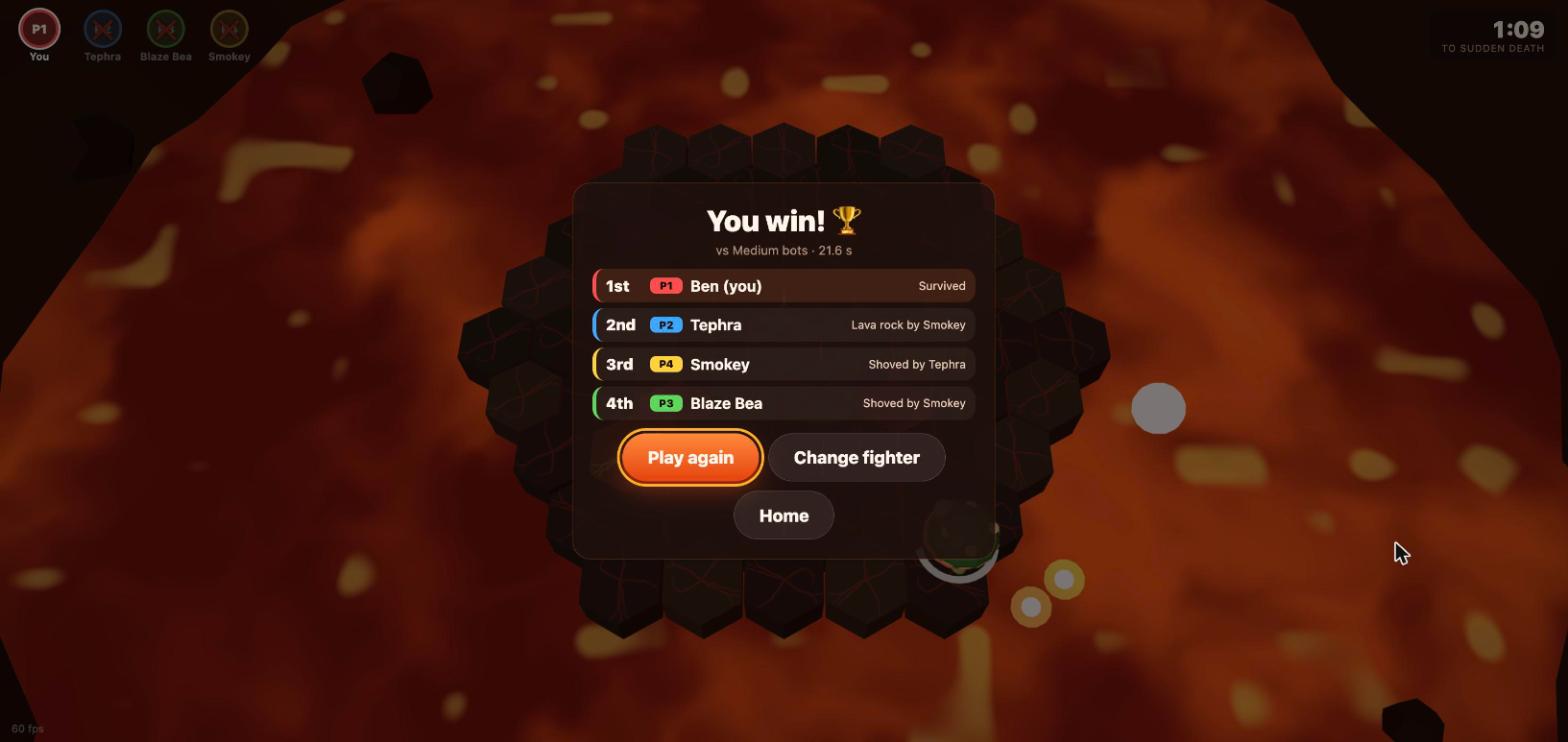 P1
You
Tephra
Blaze Bea
Smokey
1:09
TO SUDDEN DEATH
You win! 🏆
vs Medium bots · 21.6 s
1st P1 Ben (you) Survived
2nd P2 Tephra Lava rock by Smokey
3rd P4 Smokey Shoved by Tephra
4th P3 Blaze Bea Shoved by Smokey
Play again
Change fighter
Home
60 fps